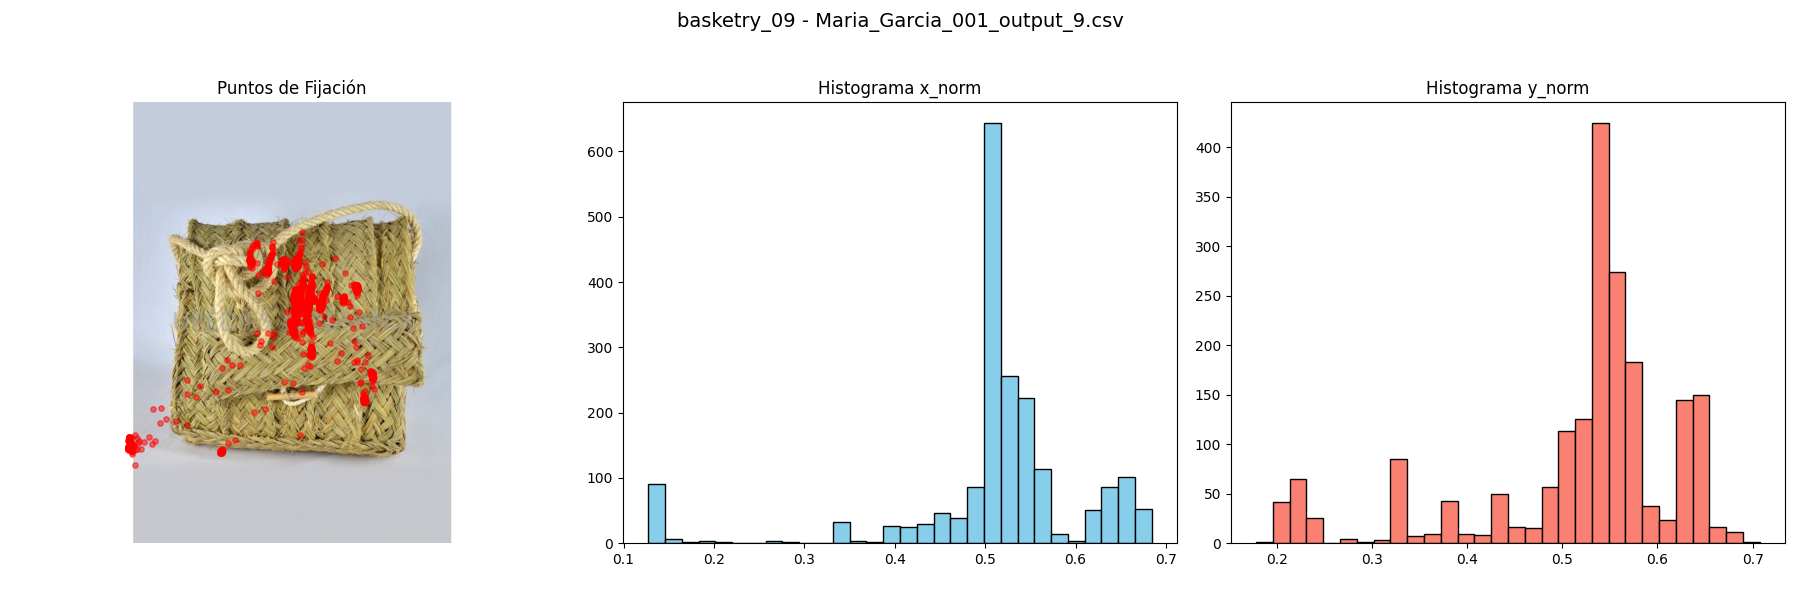 basketry_09 - Maria_Garcia_001_output_9.csv
Puntos de Fijación
Histograma x_norm
600
500
400
300
200
100
0
0.1 0.2 0.3 0.4 0.5 0.6 0.7
Histograma y_norm
400
350
300
250
200
150
100
50
0
0.2 0.3 0.4 0.5 0.6 0.7